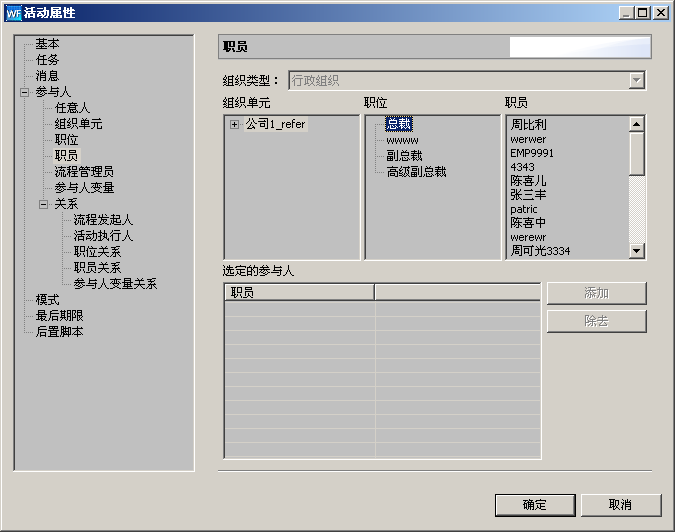 WF 活动属性
基本
任务
消息
参与人
任意人
组织单元
职位
职员
流程管理员
参与人变量
关系
流程发起人
活动执行人
职位关系
职员关系
参与人变量关系
模式
最后期限
后置脚本
职员
组织类型： 行政组织
组织单元 职位 职员
公司1_refer
总裁
wwww
副总裁
高级副总裁
周比利
werwer
EMP9991
4343
陈喜儿
张三丰
patric
陈喜中
werewr
周可光3334
选定的参与人
职员
添加
除去
确定 取消